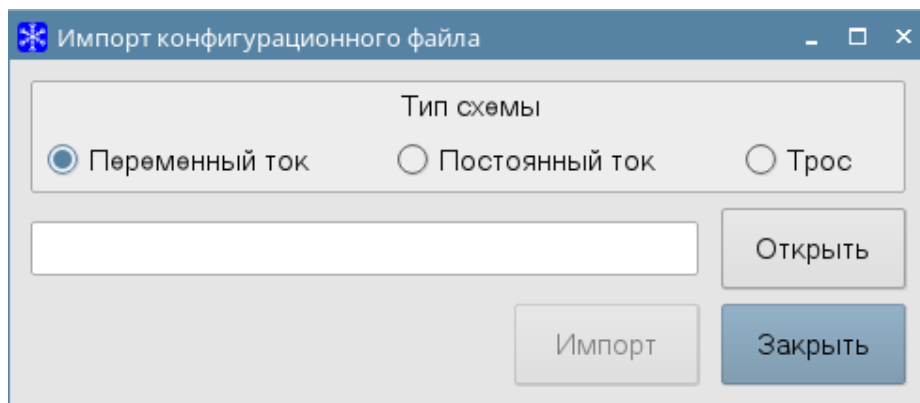 Импорт конфигурационного файла
Тип схемы
Переменный ток Постоянный ток Трос
Открыть
Импорт Закрыть